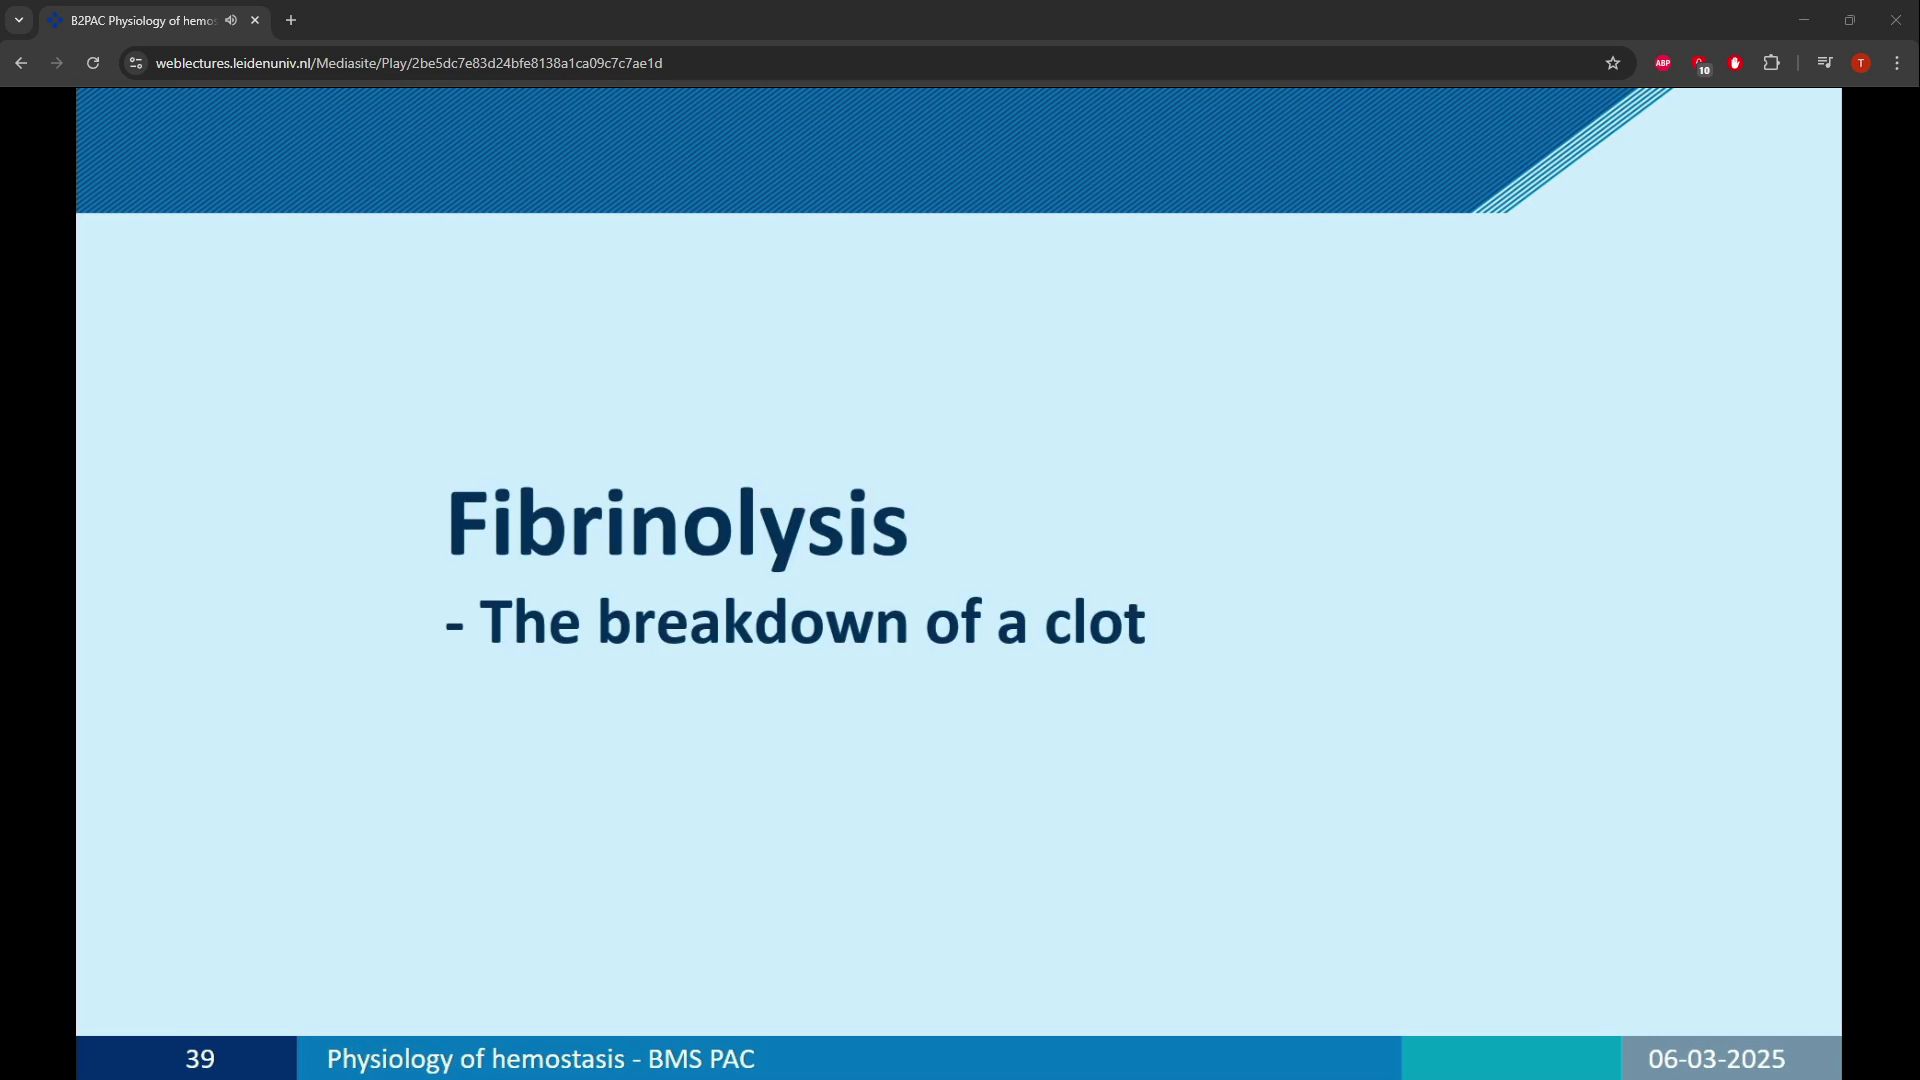 B2PAC Physiology of hemos
weblectures.leidenuniv.nl/Mediasite/Play/2be5dc7e83d24bfe8138a1ca09c7c7ae1d
ABP
10
T
Fibrinolysis
- The breakdown of a clot
39
Physiology of hemostasis - BMS PAC
06-03-2025